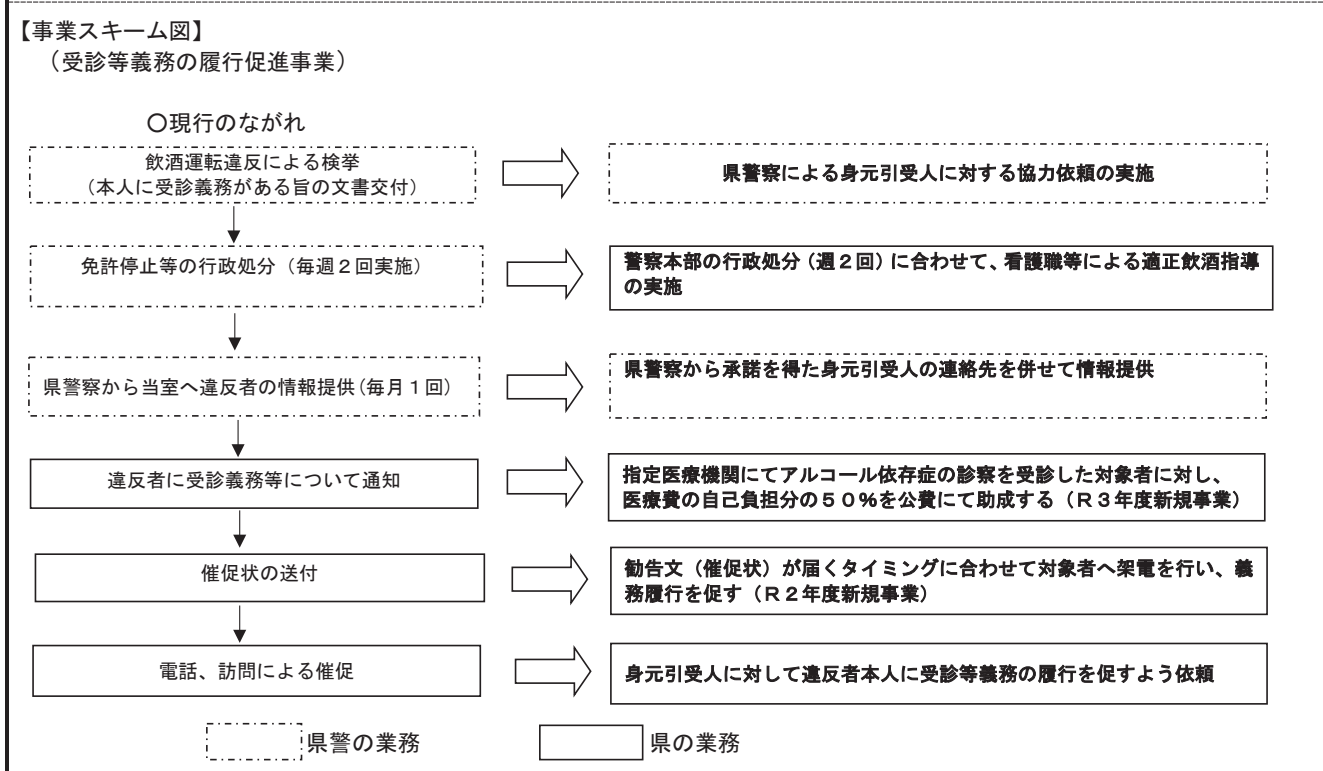 【事業スキーム図】
（受診等義務の履行促進事業）
〇現行のながれ
飲酒運転違反による検挙
（本人に受診義務がある旨の文書交付）
県警察による身元引受人に対する協力依頼の実施
免許停止等の行政処分（毎週２回実施）
警察本部の行政処分（週２回）に合わせて、看護職等による適正飲酒指導
の実施
県警察から当室へ違反者の情報提供（毎月１回）
県警察から承諾を得た身元引受人の連絡先を併せて情報提供
違反者に受診義務等について通知
指定医療機関にてアルコール依存症の診察を受診した対象者に対し、
医療費の自己負担分の５０％を公費にて助成する（Ｒ３年度新規事業）
催促状の送付
勧告文（催促状）が届くタイミングに合わせて対象者へ架電を行い、義
務履行を促す（Ｒ２年度新規事業）
電話、訪問による催促
身元引受人に対して違反者本人に受診等義務の履行を促すよう依頼
県警の業務
県の業務